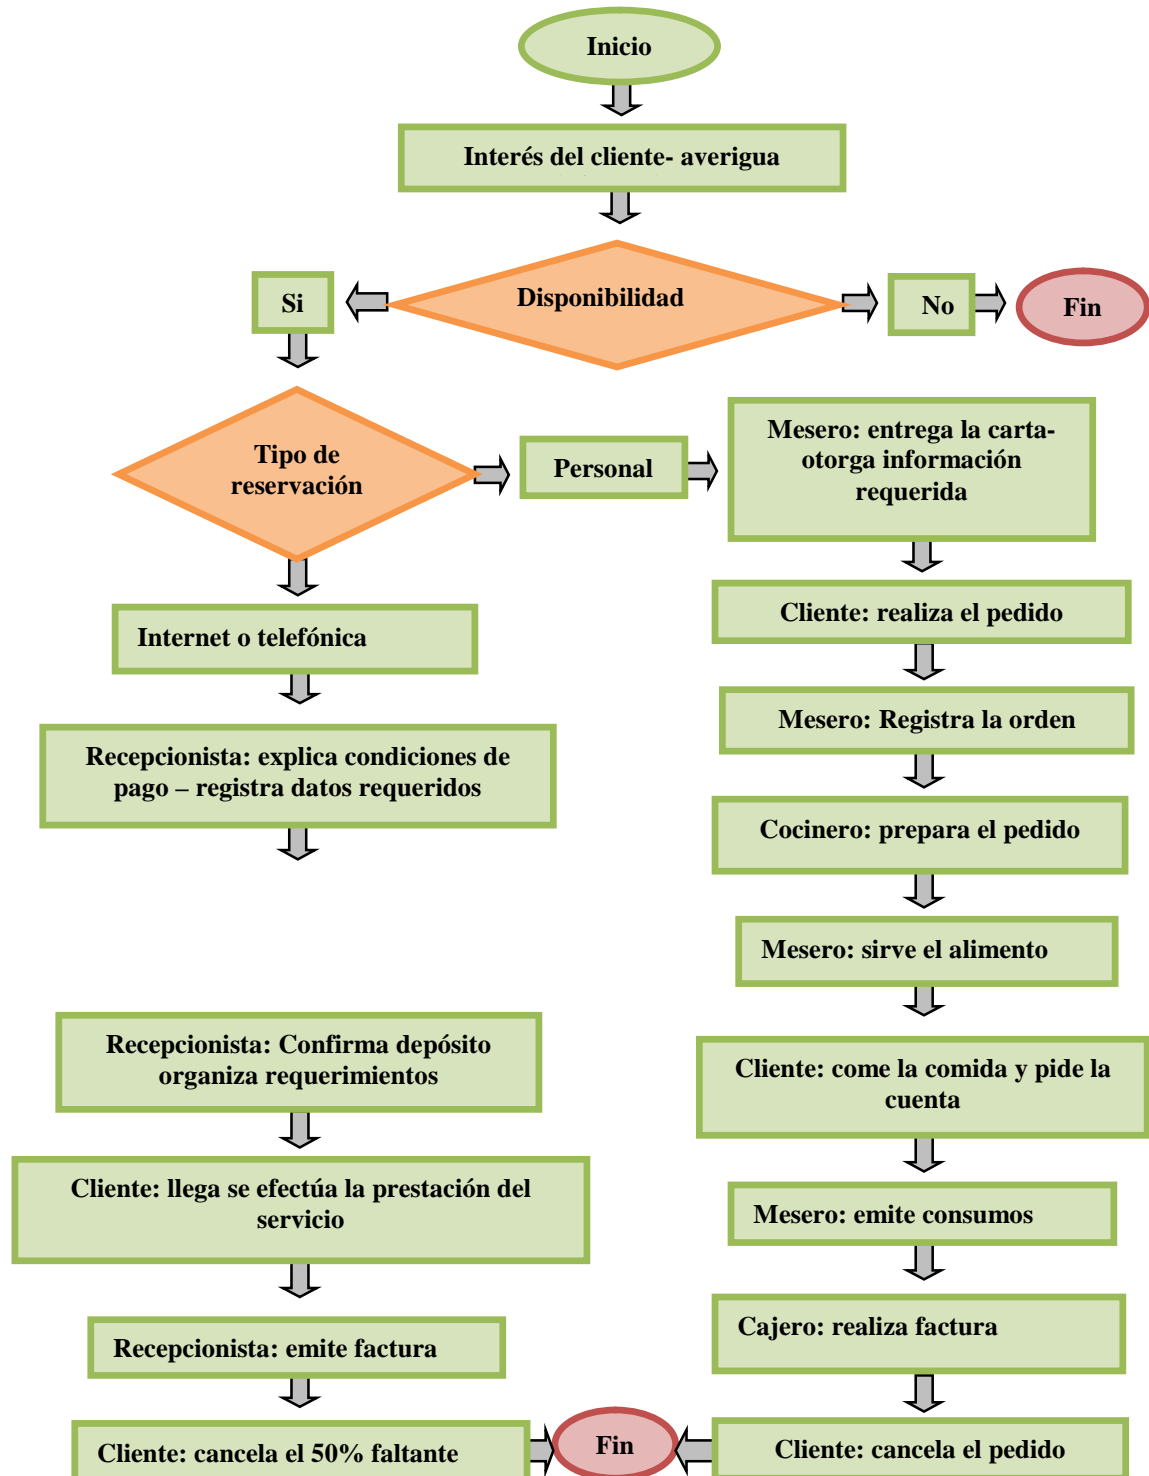 Inicio
Interés del cliente- averigua
Si
Disponibilidad
No
Fin
Tipo de
reservación
Personal
Mesero: entrega la carta-
otorga información
requerida
Cliente: realiza el pedido
Internet o telefónica
Mesero: Registra la orden
Recepcionista: explica condiciones de
pago – registra datos requeridos
Cocinero: prepara el pedido
Mesero: sirve el alimento
Recepcionista: Confirma depósito
organiza requerimientos
Cliente: come la comida y pide la
cuenta
Cliente: llega se efectúa la prestación del
servicio
Mesero: emite consumos
Recepcionista: emite factura
Cajero: realiza factura
Cliente: cancela el 50% faltante
Fin
Cliente: cancela el pedido